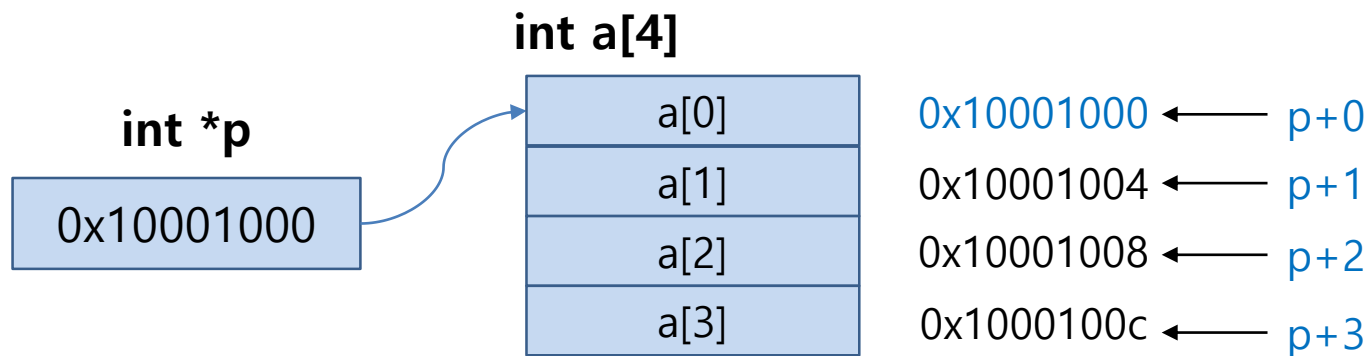 int a[4]
int *p
0x10001000
a[0]
0x10001000
p+0
a[1]
0x10001004
p+1
a[2]
0x10001008
p+2
a[3]
0x1000100c
p+3